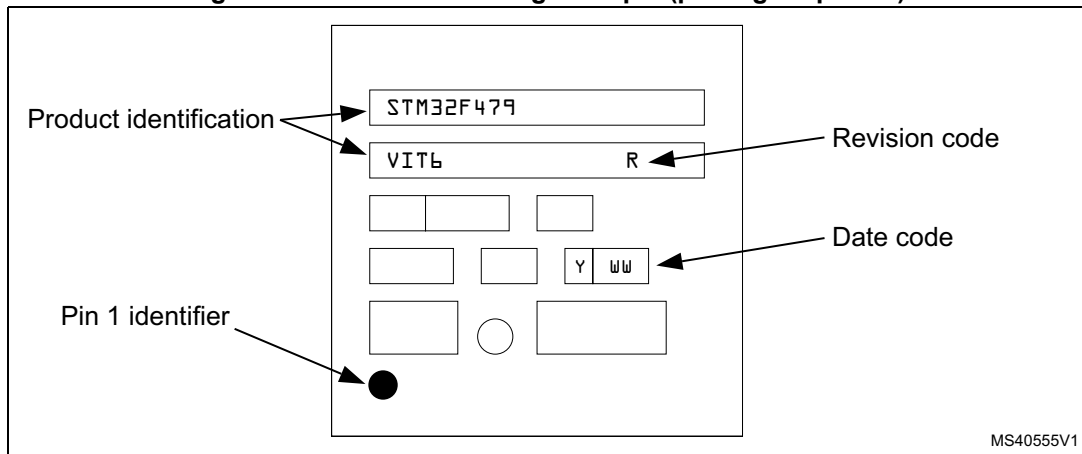 STM32F479
Product identification
VIT6 R
Revision code
Y WW
Date code
Pin 1 identifier
MS40555V1